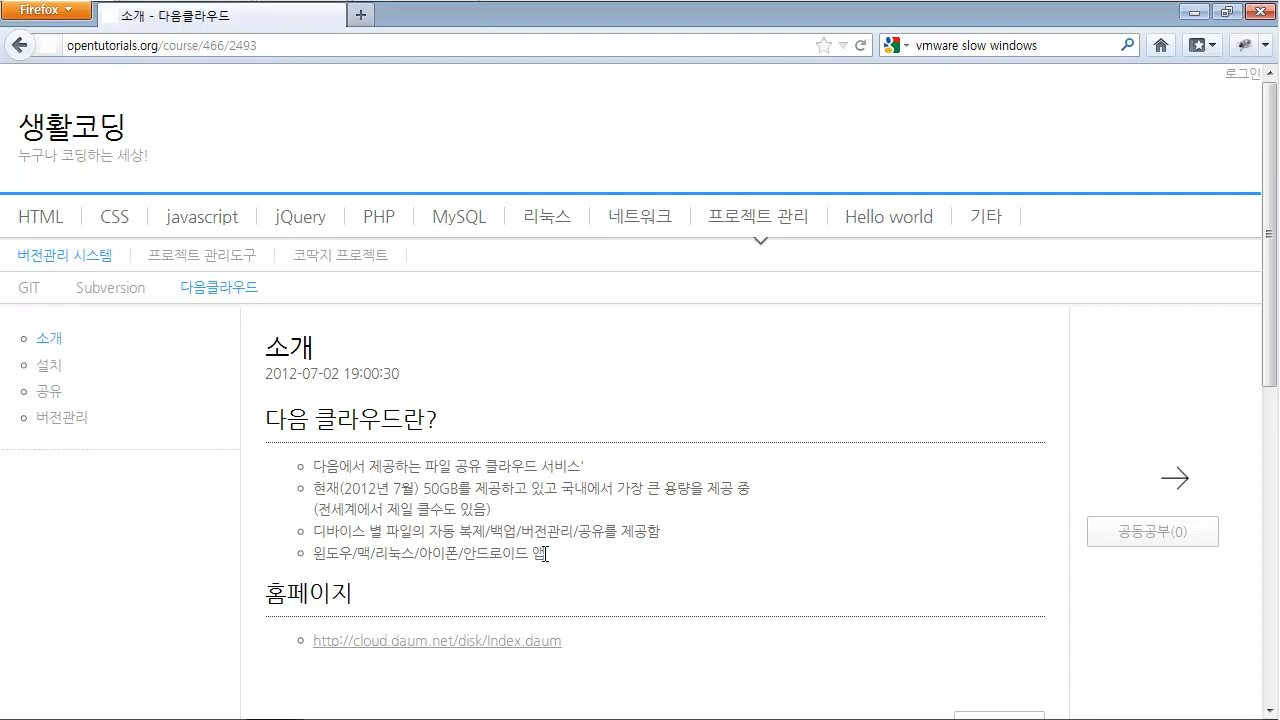 Firefox
소개 - 다음클라우드
opentutorials.org/course/466/2493
vmware slow windows
로그인
생활코딩
누구나 코딩하는 세상!
HTML CSS javascript jQuery PHP MySQL 리눅스 네트워크 프로젝트 관리 Hello world 기타
버전관리 시스템 프로젝트 관리도구 코딱지 프로젝트
GIT Subversion 다음클라우드
소개
설치
공유
버전관리
소개
2012-07-02 19:00:30
다음 클라우드란?
다음에서 제공하는 파일 공유 클라우드 서비스'
현재(2012년 7월) 50GB를 제공하고 있고 국내에서 가장 큰 용량을 제공 중
(전세계에서 제일 클수도 있음)
디바이스 별 파일의 자동 복제/백업/버전관리/공유를 제공함
윈도우/맥/리눅스/아이폰/안드로이드 앱
홈페이지
http://cloud.daum.net/disk/Index.daum
공동공부(0)